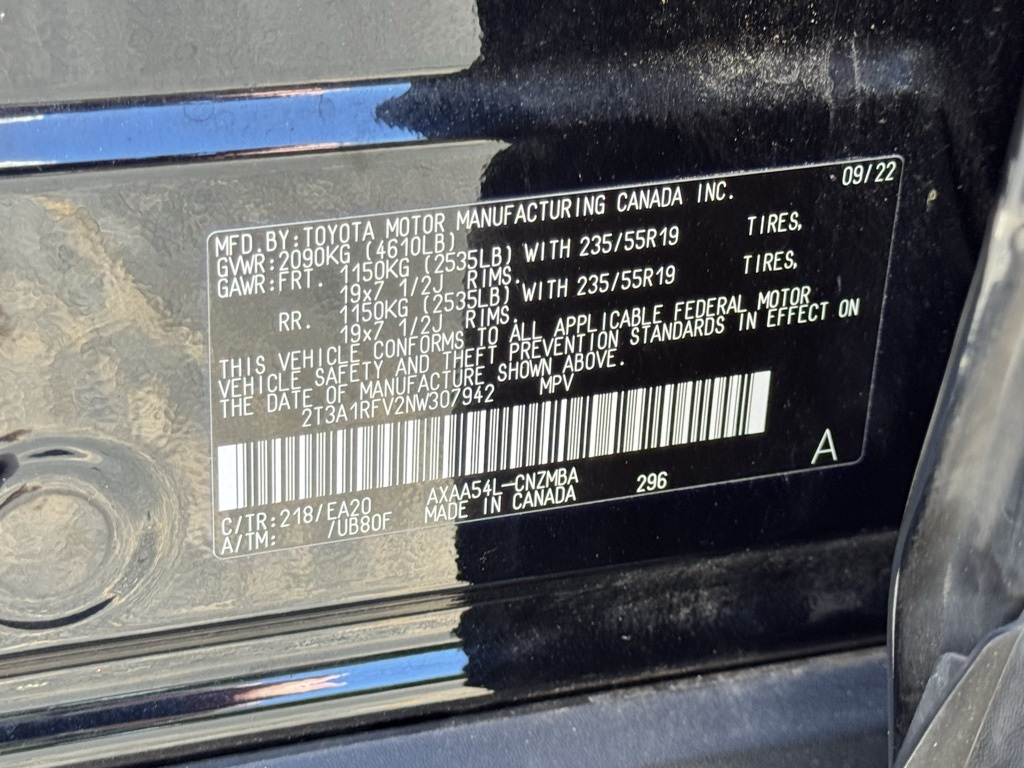 09/22
MFD.BY:TOYOTA MOTOR MANUFACTURING CANADA INC.
GVWR:2090KG (4610LB)
GAWR:FRT. 1150KG (2535LB) WITH 235/55R19 TIRES,
19x7 1/2J RIMS.
RR. 1150KG (2535LB) WITH 235/55R19 TIRES,
19x7 1/2J RIMS.
THIS VEHICLE CONFORMS TO ALL APPLICABLE FEDERAL MOTOR
VEHICLE SAFETY AND THEFT PREVENTION STANDARDS IN EFFECT ON
THE DATE OF MANUFACTURE SHOWN ABOVE.
2T3A1RFV2NW307942 MPV
A
C/TR:218/EA20 AXAA54L-CNZMBA 296
A/TM: /UB80F MADE IN CANADA